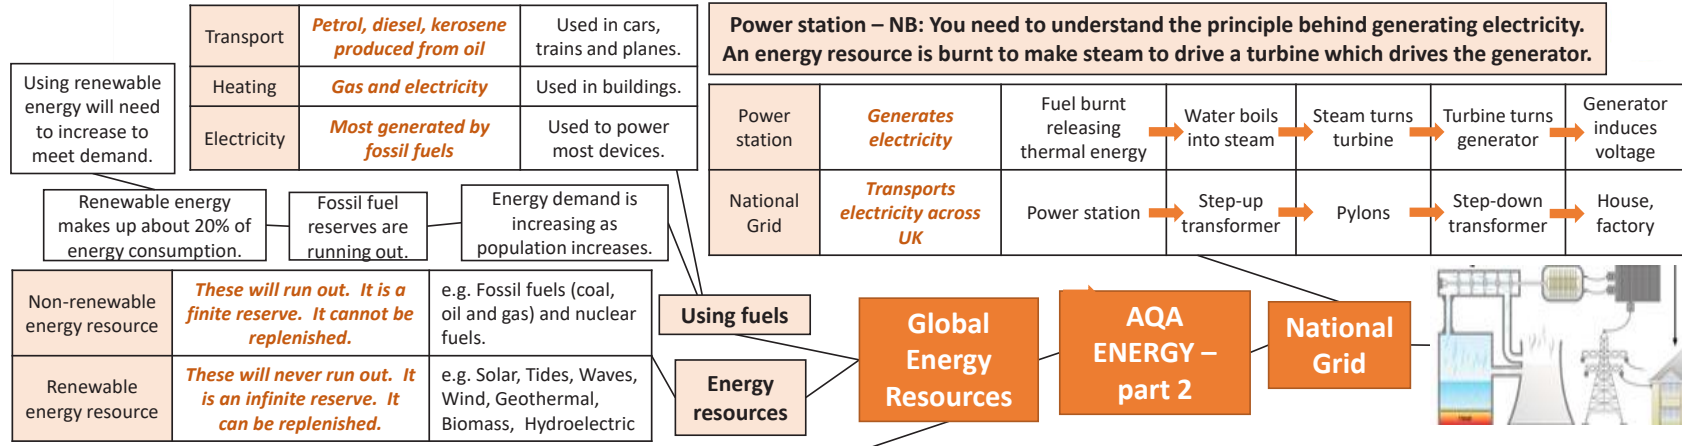 Transport
Petrol, diesel, kerosene
produced from oil
Used in cars,
trains and planes.
Heating
Gas and electricity
Used in buildings.
Electricity
Most generated by
fossil fuels
Used to power
most devices.
Power station – NB: You need to understand the principle behind generating electricity.
An energy resource is burnt to make steam to drive a turbine which drives the generator.
Using renewable
energy will need
to increase to
meet demand.
Power
station
Generates
electricity
Fuel burnt
releasing
thermal energy
Water boils
into steam
Steam turns
turbine
Turbine turns
generator
Generator
induces
voltage
National
Grid
Transports
electricity across
UK
Power station
Step-up
transformer
Pylons
Step-down
transformer
House,
factory
Renewable energy
makes up about 20% of
energy consumption.
Fossil fuel
reserves are
running out.
Energy demand is
increasing as
population increases.
Non-renewable
energy resource
These will run out. It is a
finite reserve. It cannot be
replenished.
e.g. Fossil fuels (coal,
oil and gas) and nuclear
fuels.
Renewable
energy resource
These will never run out. It
is an infinite reserve. It
can be replenished.
e.g. Solar, Tides, Waves,
Wind, Geothermal,
Biomass, Hydroelectric
Using fuels
Energy
resources
Global
Energy
Resources
AQA
ENERGY –
part 2
National
Grid